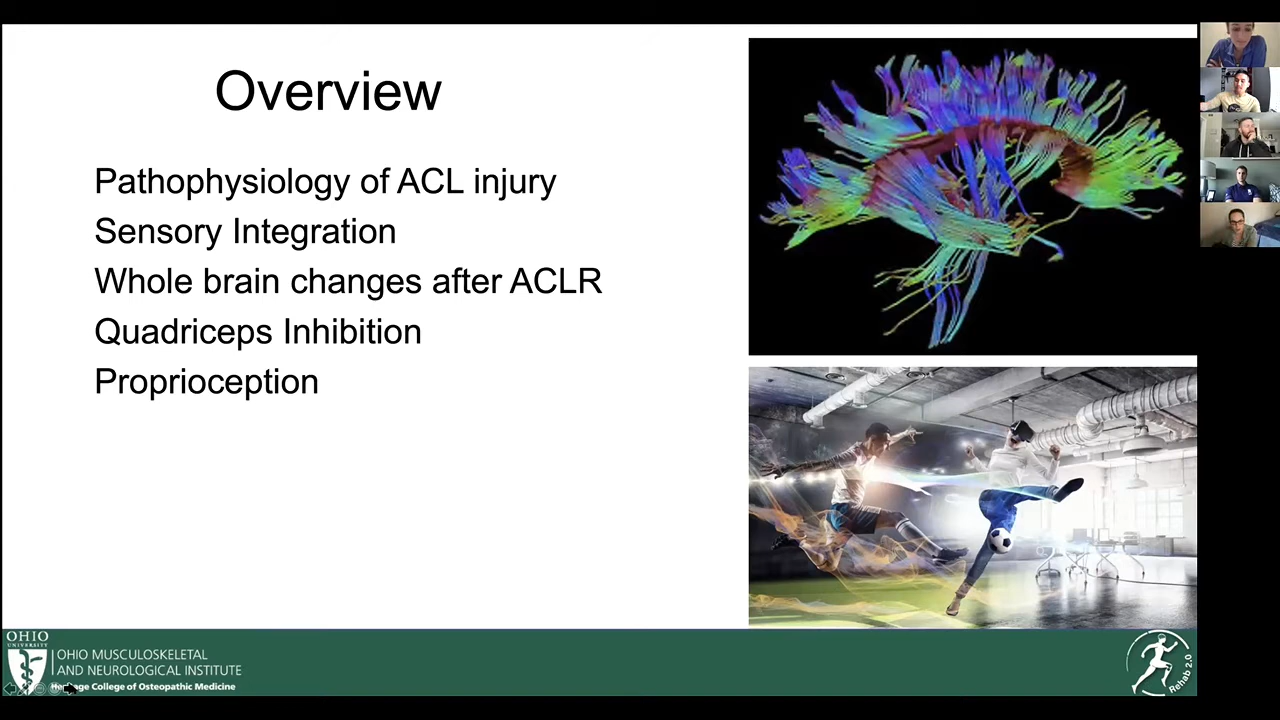 Overview
Pathophysiology of ACL injury
Sensory Integration
Whole brain changes after ACLR
Quadriceps Inhibition
Proprioception
OHIO
UNIVERSITY
OHIO MUSCULOSKELETAL
AND NEUROLOGICAL INSTITUTE
Heritage College of Osteopathic Medicine
Rehab 2.0